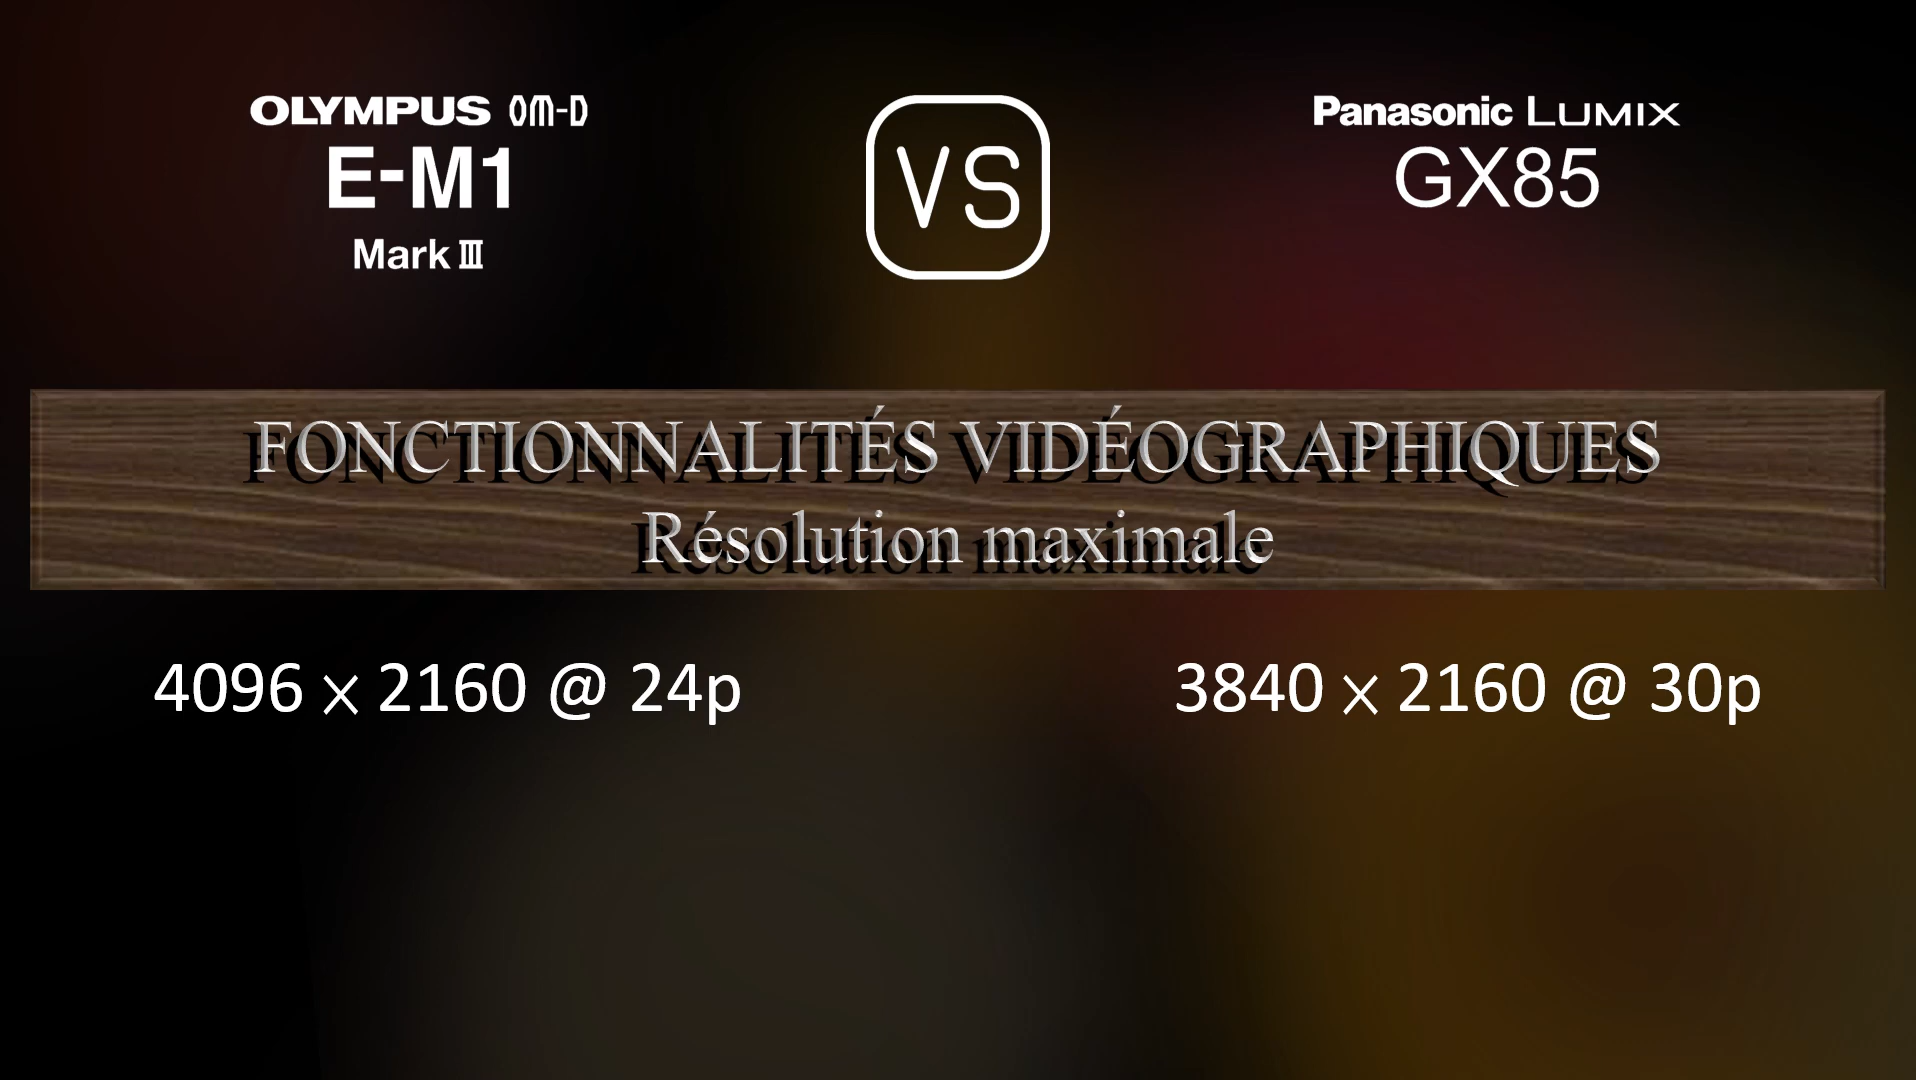 OLYMPUS OM-D
E-M1
Mark III
VS
Panasonic LUMIX
GX85
FONCTIONNALITÉS VIDÉOGRAPHIQUES
Résolution maximale
4096 x 2160 @ 24p
3840 x 2160 @ 30p